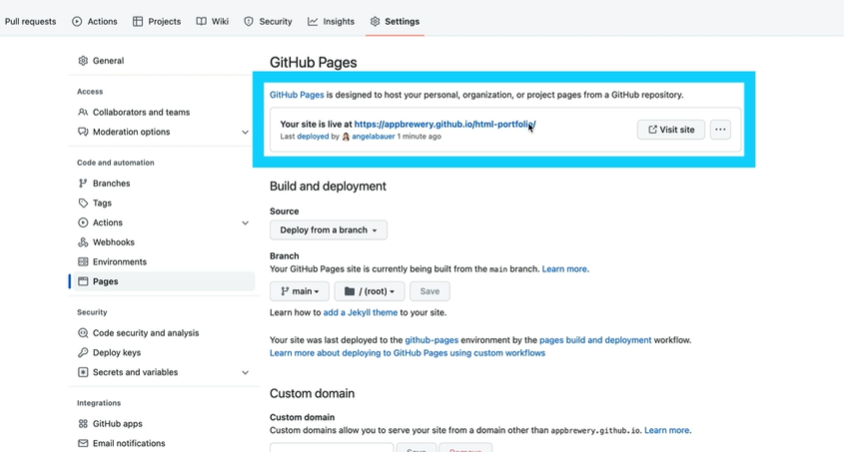 Pull requests
Actions
Projects
Wiki
Security
Insights
Settings
General
Access
Collaborators and teams
Moderation options
Code and automation
Branches
Tags
Actions
Webhooks
Environments
Pages
Security
Code security and analysis
Deploy keys
Secrets and variables
Integrations
GitHub apps
Email notifications
GitHub Pages
GitHub Pages is designed to host your personal, organization, or project pages from a GitHub repository.
Your site is live at https://appbrewery.github.io/html-portfolio/
Last deployed by angelabauer 1 minute ago
Visit site
Build and deployment
Source
Deploy from a branch
Branch
Your GitHub Pages site is currently being built from the main branch. Learn more.
main
/ (root)
Save
Learn how to add a Jekyll theme to your site.
Your site was last deployed to the github-pages environment by the pages build and deployment workflow.
Learn more about deploying to GitHub Pages using custom workflows
Custom domain
Custom domain
Custom domains allow you to serve your site from a domain other than appbrewery.github.io. Learn more.
Save
Remove